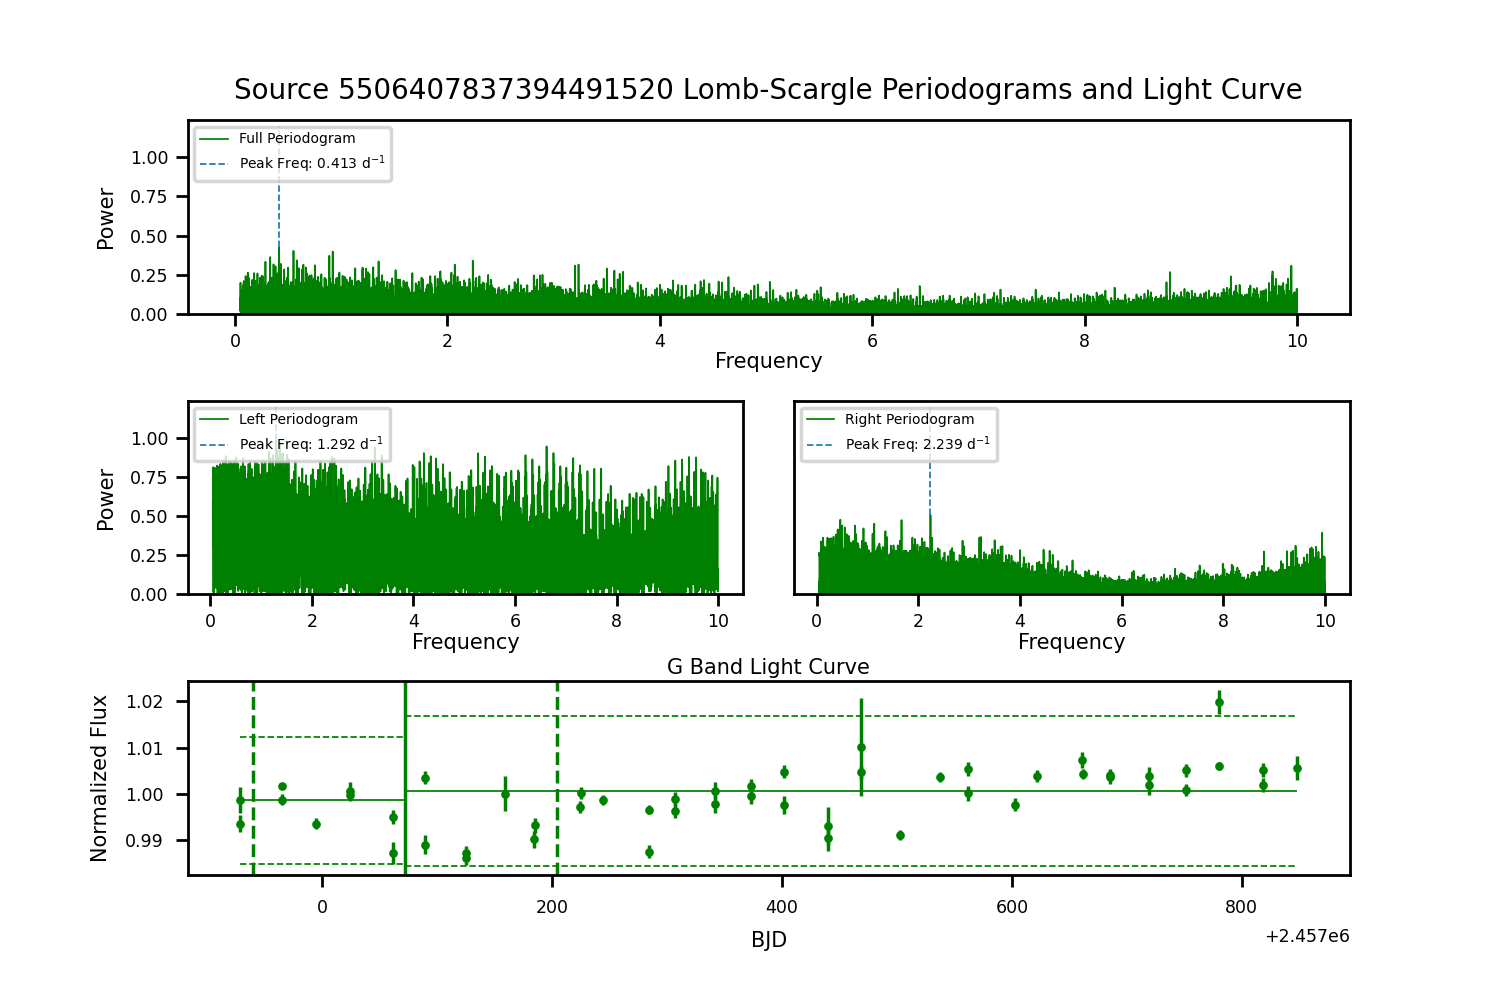 Source 5506407837394491520 Lomb-Scargle Periodograms and Light Curve
Full Periodogram
Peak Freq: 0.413 d⁻¹
Power
1.00
0.75
0.50
0.25
0.00
0 2 4 6 8 10
Frequency
Left Periodogram
Peak Freq: 1.292 d⁻¹
Power
1.00
0.75
0.50
0.25
0.00
0 2 4 6 8 10
Frequency
Right Periodogram
Peak Freq: 2.239 d⁻¹
0 2 4 6 8 10
Frequency
G Band Light Curve
Normalized Flux
1.02
1.01
1.00
0.99
0 200 400 600 800
BJD
+2.457e6